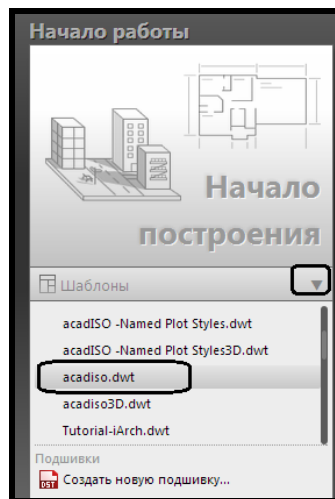 Начало работы
Начало
построения
Шаблоны
acadISO -Named Plot Styles.dwt
acadISO -Named Plot Styles3D.dwt
acadiso.dwt
acadiso3D.dwt
Tutorial-iArch.dwt
Подшивки
DST Создать новую подшивку...